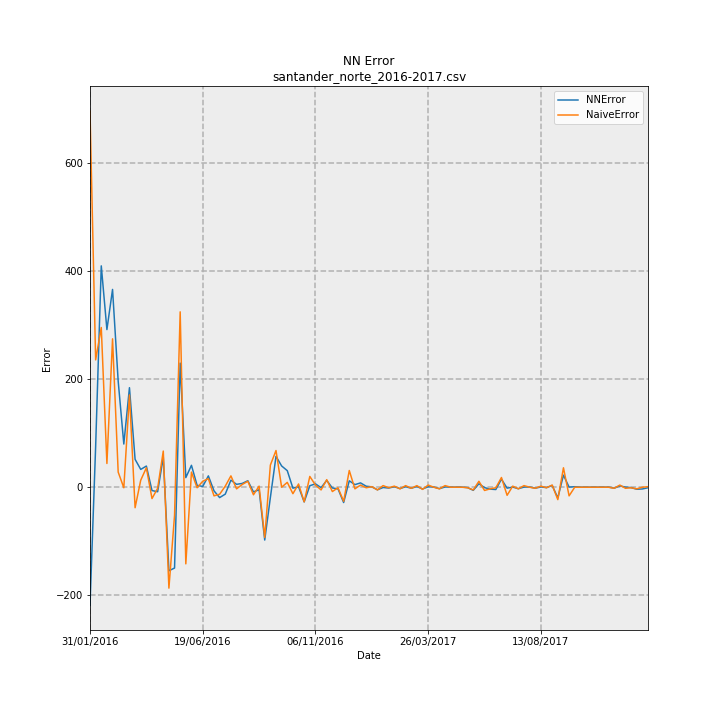 NN Error
santander_norte_2016-2017.csv
NNError
NaiveError
600
400
200
0
−200
Error
31/01/2016 19/06/2016 06/11/2016 26/03/2017 13/08/2017
Date